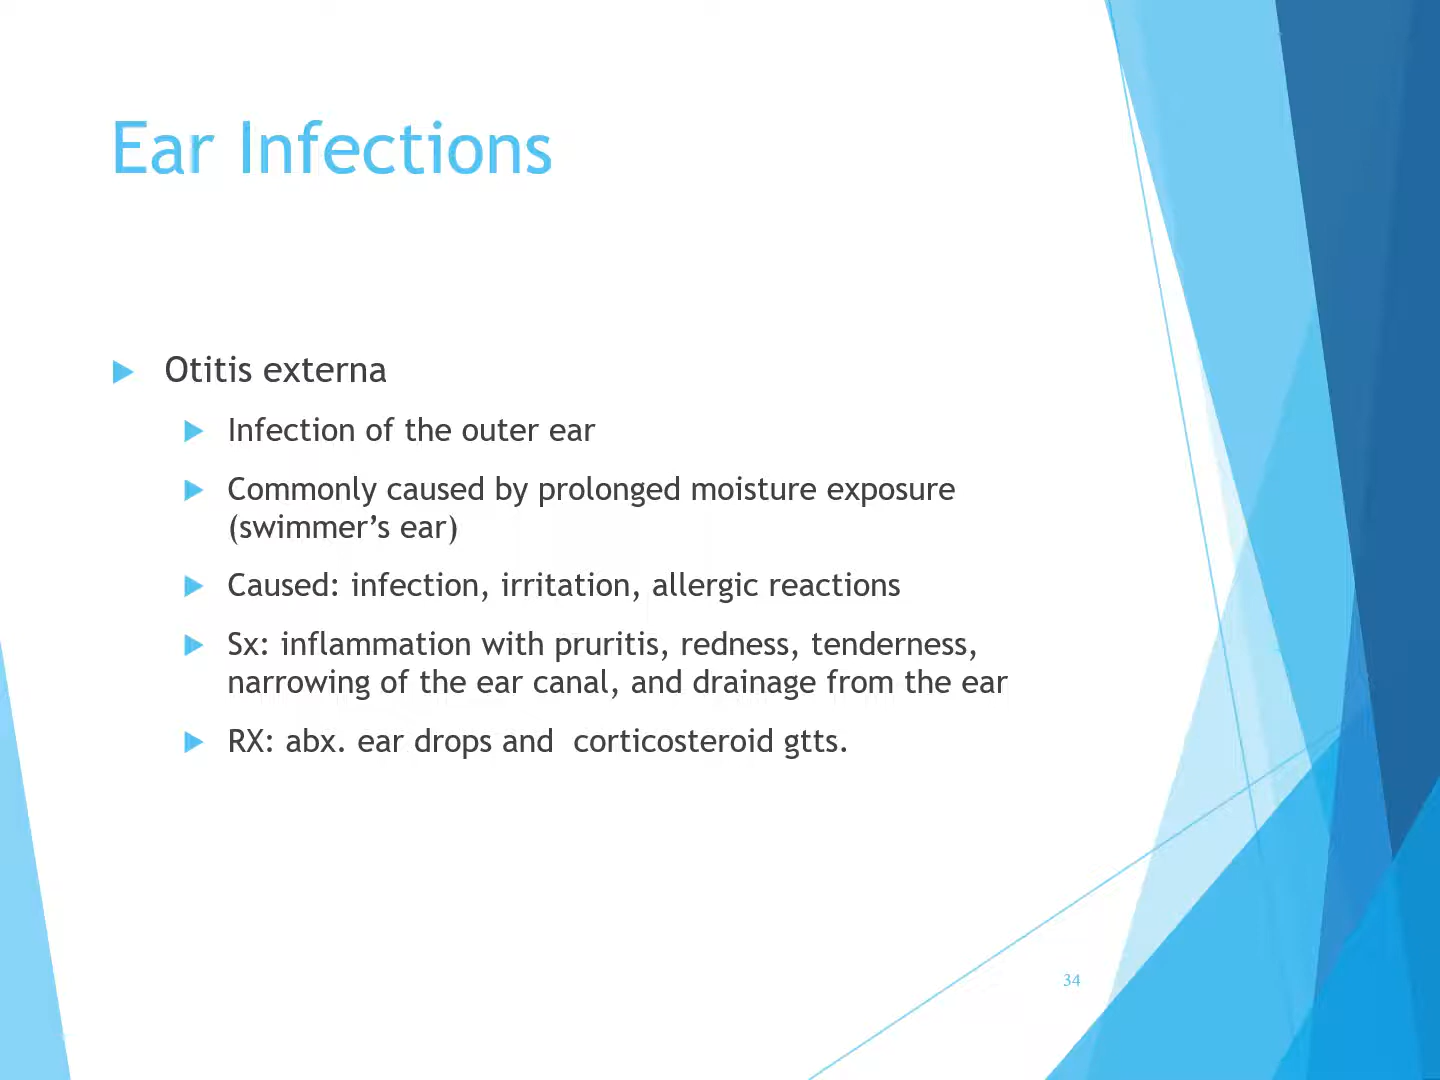 Ear Infections
Otitis externa
Infection of the outer ear
Commonly caused by prolonged moisture exposure
(swimmer’s ear)
Caused: infection, irritation, allergic reactions
Sx: inflammation with pruritis, redness, tenderness,
narrowing of the ear canal, and drainage from the ear
RX: abx. ear drops and  corticosteroid gtts.
34